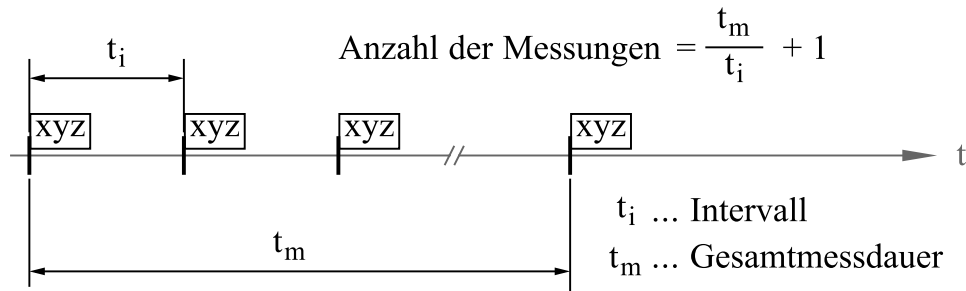 t_i
Anzahl der Messungen = t_m / t_i + 1
xyz xyz xyz xyz
t
t_m
t_i ... Intervall
t_m ... Gesamtmessdauer